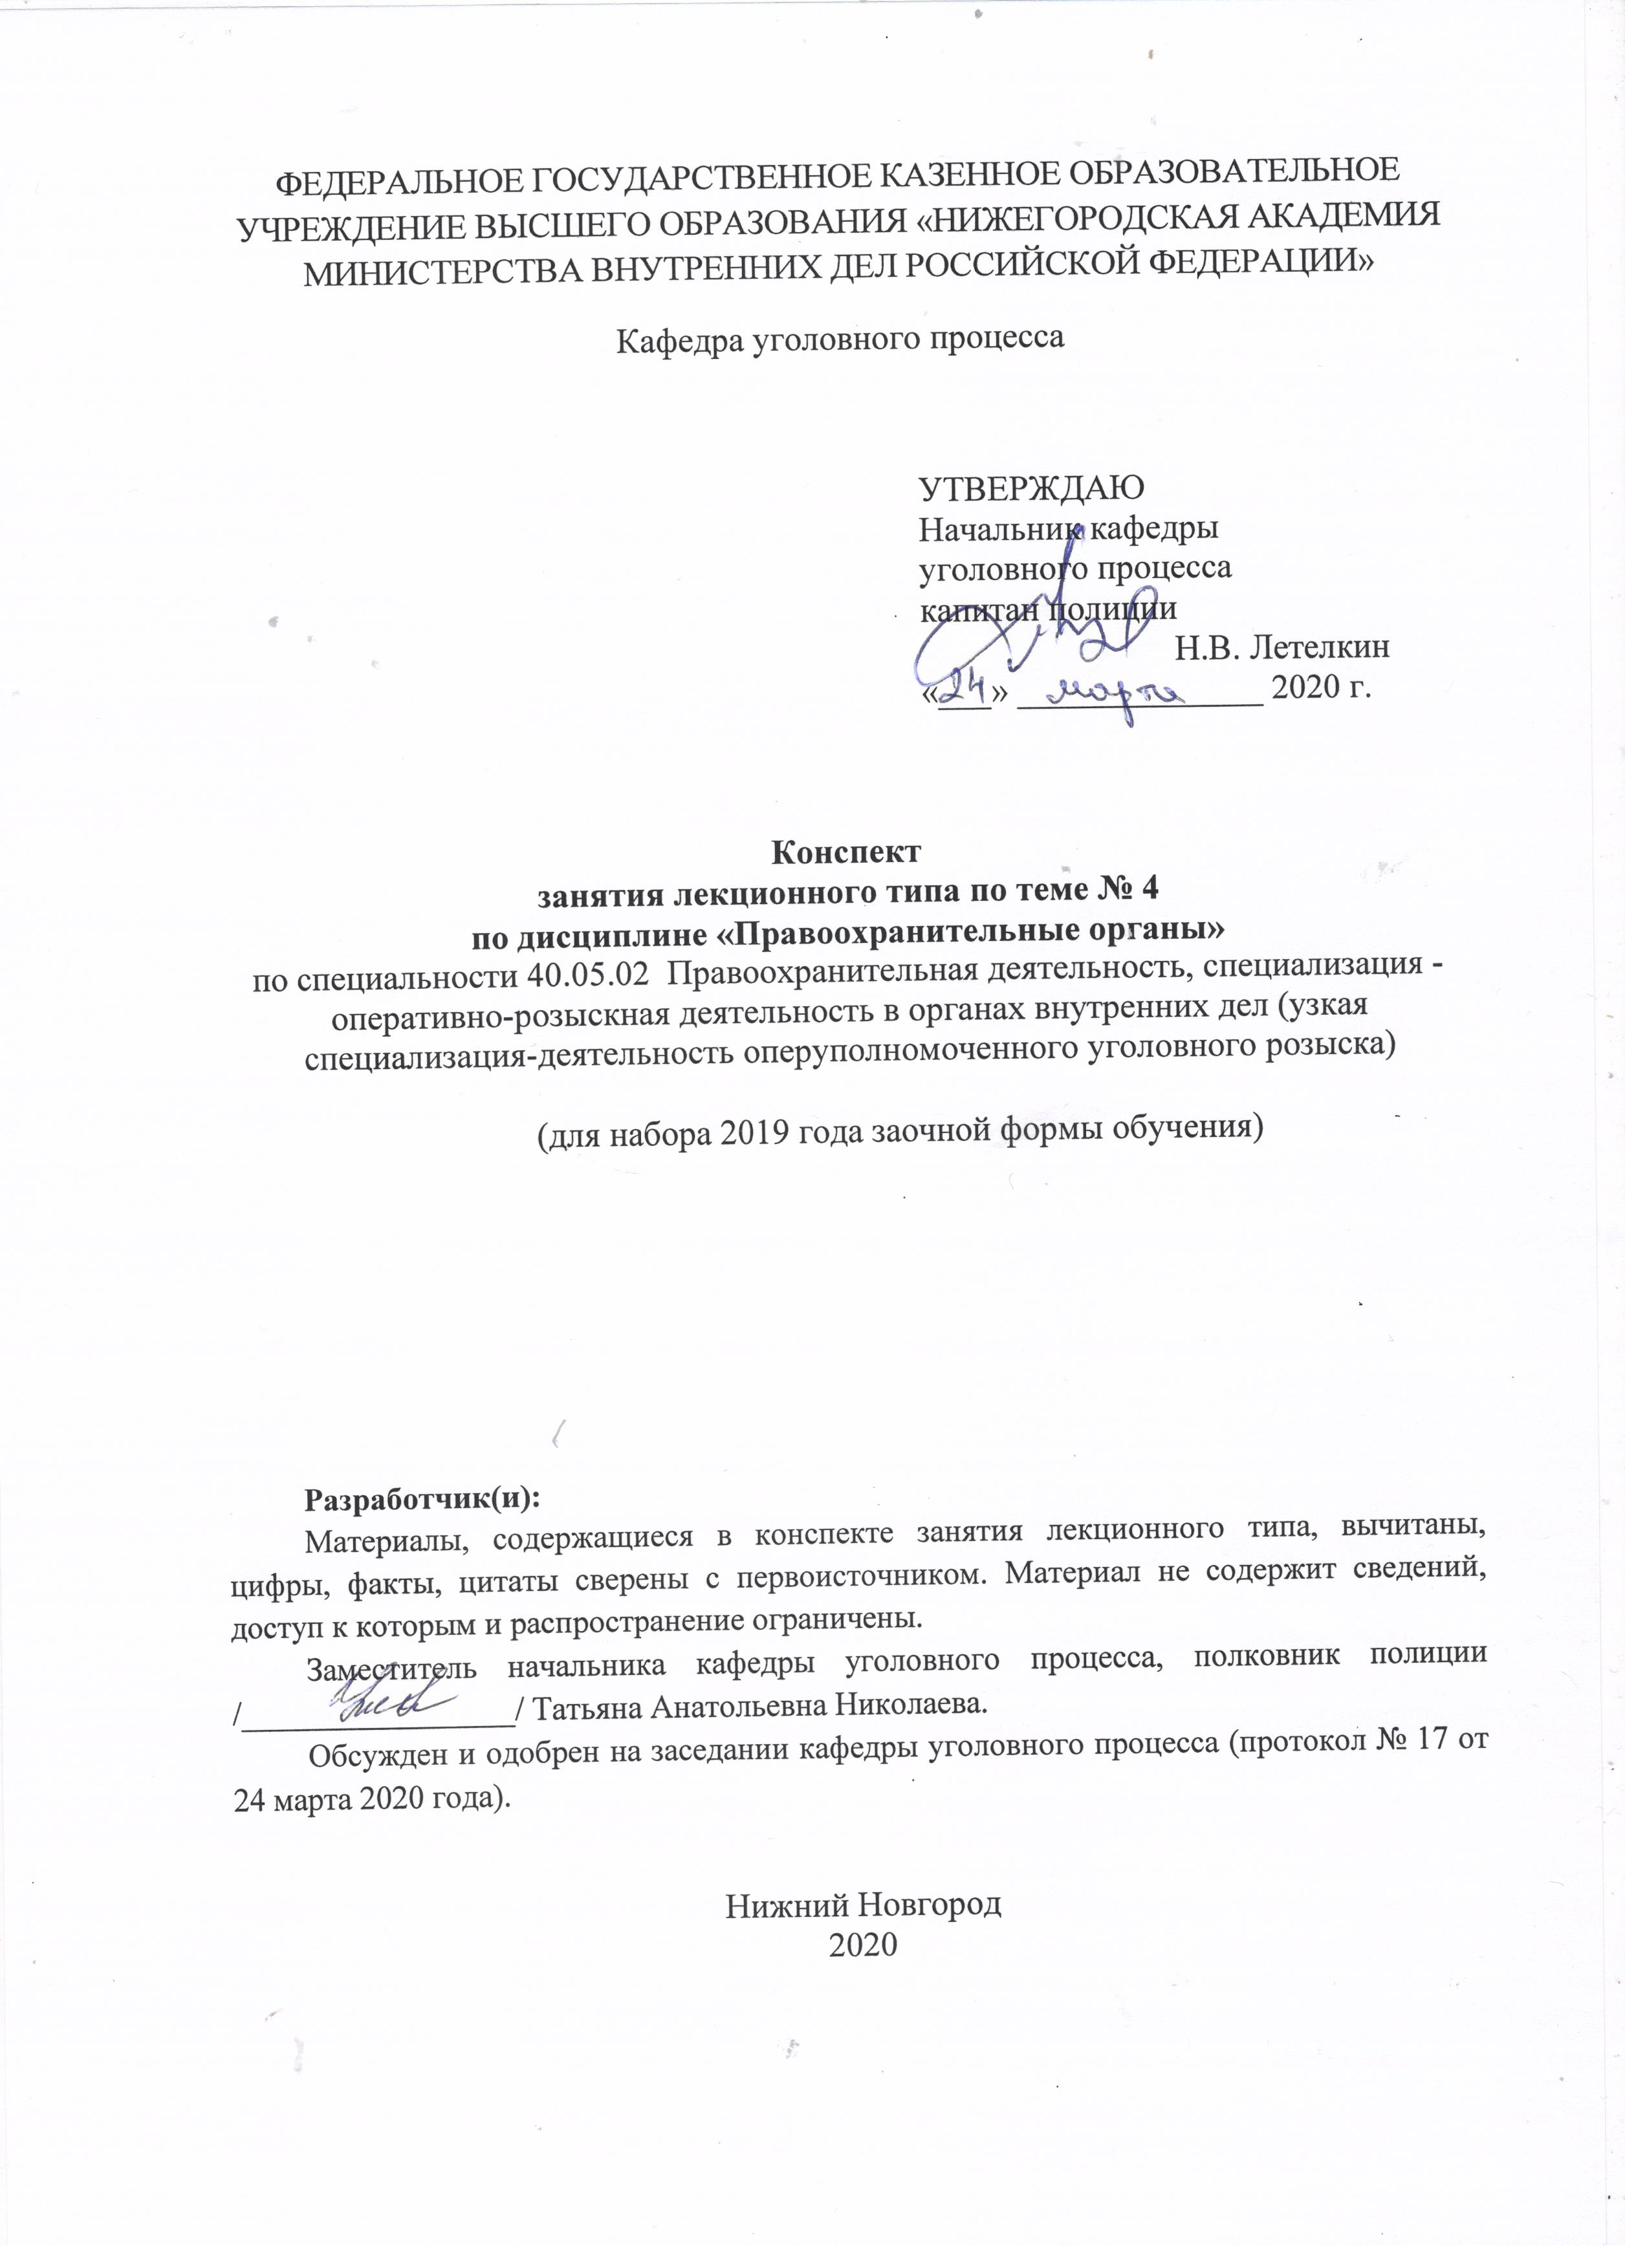 ФЕДЕРАЛЬНОЕ ГОСУДАРСТВЕННОЕ КАЗЕННОЕ ОБРАЗОВАТЕЛЬНОЕ
УЧРЕЖДЕНИЕ ВЫСШЕГО ОБРАЗОВАНИЯ «НИЖЕГОРОДСКАЯ АКАДЕМИЯ
МИНИСТЕРСТВА ВНУТРЕННИХ ДЕЛ РОССИЙСКОЙ ФЕДЕРАЦИИ»
Кафедра уголовного процесса
УТВЕРЖДАЮ
Начальник кафедры
уголовного процесса
капитан полиции
Н.В. Летелкин
«24» марта 2020 г.
Конспект
занятия лекционного типа по теме № 4
по дисциплине «Правоохранительные органы»
по специальности 40.05.02 Правоохранительная деятельность, специализация -
оперативно-розыскная деятельность в органах внутренних дел (узкая
специализация-деятельность оперуполномоченного уголовного розыска)
(для набора 2019 года заочной формы обучения)
Разработчик(и):
Материалы, содержащиеся в конспекте занятия лекционного типа, вычитаны,
цифры, факты, цитаты сверены с первоисточником. Материал не содержит сведений,
доступ к которым и распространение ограничены.
Заместитель начальника кафедры уголовного процесса, полковник полиции
/________________/ Татьяна Анатольевна Николаева.
Обсужден и одобрен на заседании кафедры уголовного процесса (протокол № 17 от
24 марта 2020 года).
Нижний Новгород
2020